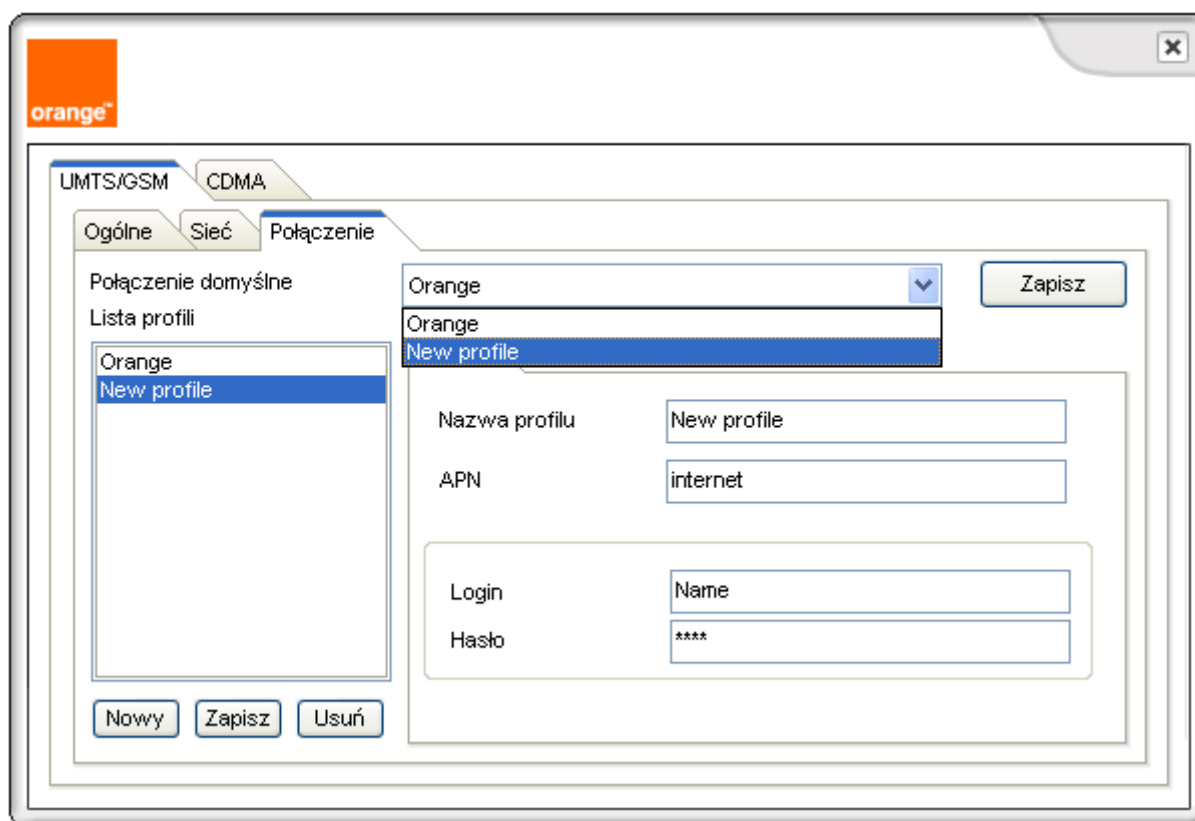 orange™
UMTS/GSM CDMA
Ogólne Sieć Połączenie
Połączenie domyślne Orange Zapisz
Lista profili Orange
New profile
Orange
New profile
Nazwa profilu New profile
APN internet
Login Name
Hasło ****
Nowy Zapisz Usuń